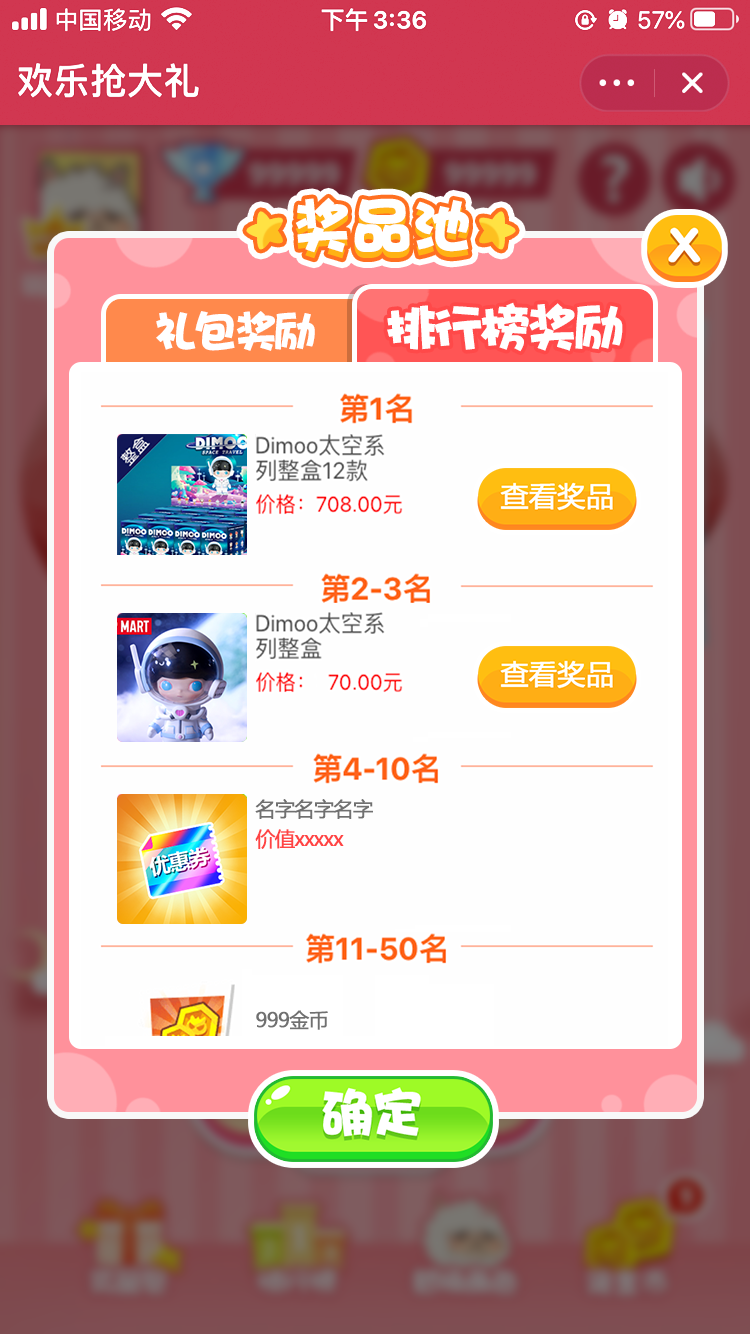 中国移动
下午 3:36
57%
欢乐抢大礼
99999
99999
奖品池
礼包奖励
排行榜奖励
第1名
整盒
DIMOO
SPACE TRAVEL
DIMOO DIMOO DIMOO DIMOO
Dimoo太空系
列整盒12款
价格：708.00元
查看奖品
第2-3名
MART
Dimoo太空系
列整盒
价格： 70.00元
查看奖品
第4-10名
优惠券
名字名字名字
价值xxxxx
第11-50名
999金币
确定